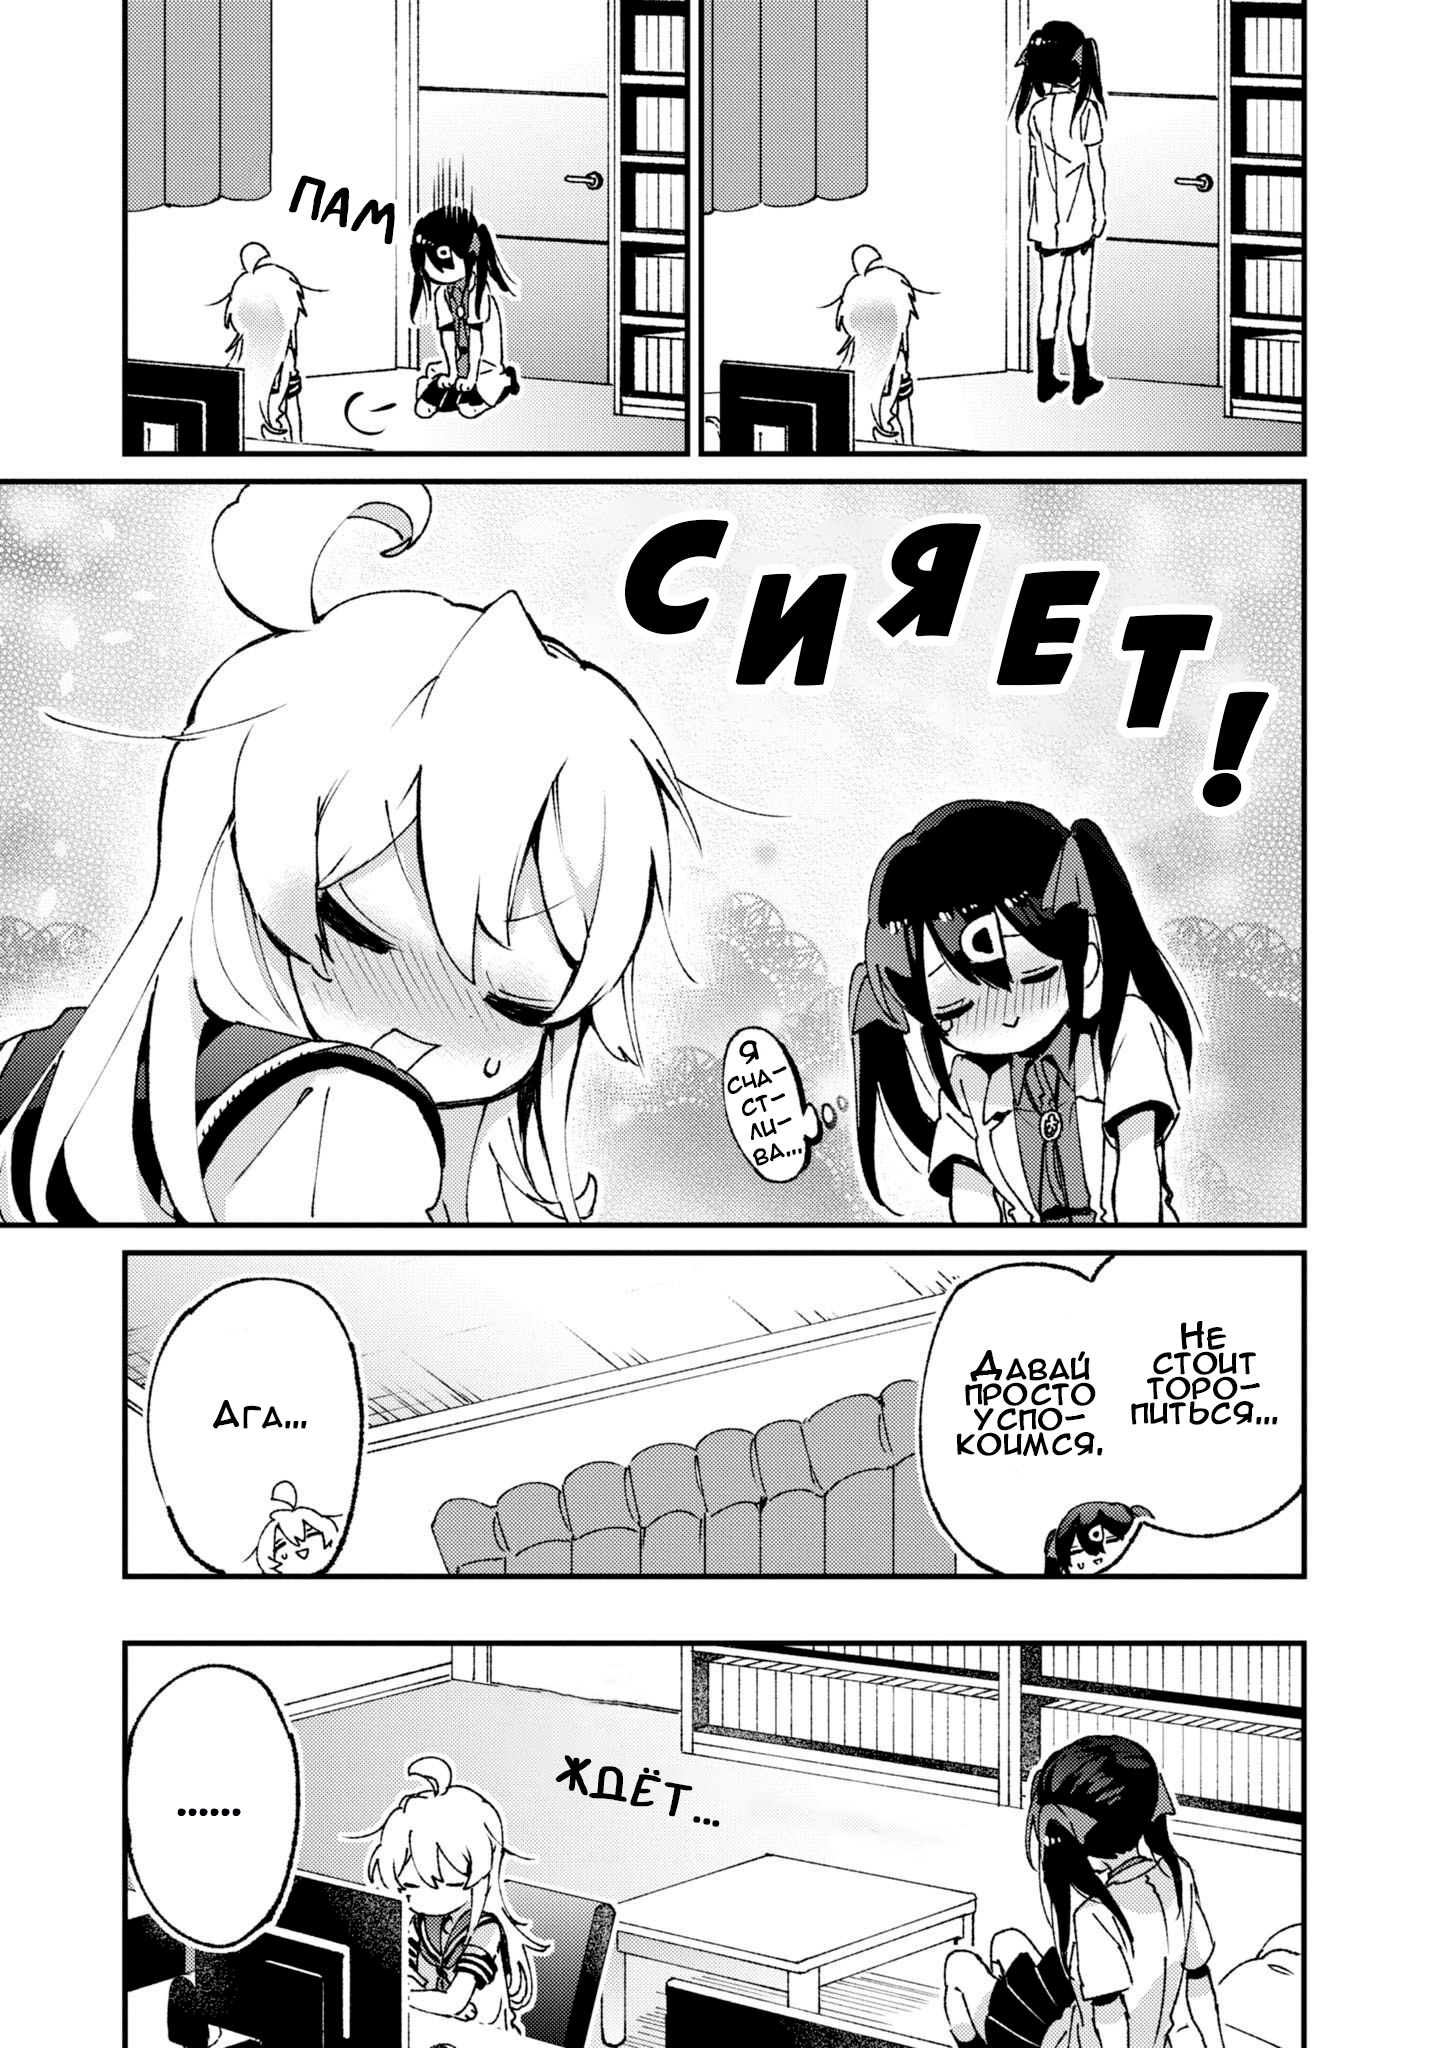 ПАМ
СИЯЕТ!
Я
СЧА-
СТ-
ЛИ-
ВА...
НЕ
СТОИТ
ТОРО-
ПИТЬСЯ...
ДАВАЙ
ПРОСТО
УСПО-
КОИМСЯ.
АГА...
ЖДЁТ...
......